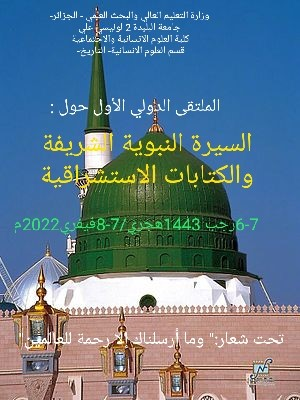 وزارة التعليم العالي والبحث العلمي - الجزائر-
جامعة البليدة 2 لونيسي علي
كلية العلوم الانسانية والاجتماعية
قسم العلوم الانسانية- التاريخ-
الملتقى الدولي الأول حول :
السيرة النبوية الشريفة
والكتابات الاستشراقية
6-7رجب 1443هجري/7-8فيفري2022م
تحت شعار:" وما أرسلناك إلا رحمة للعالمين